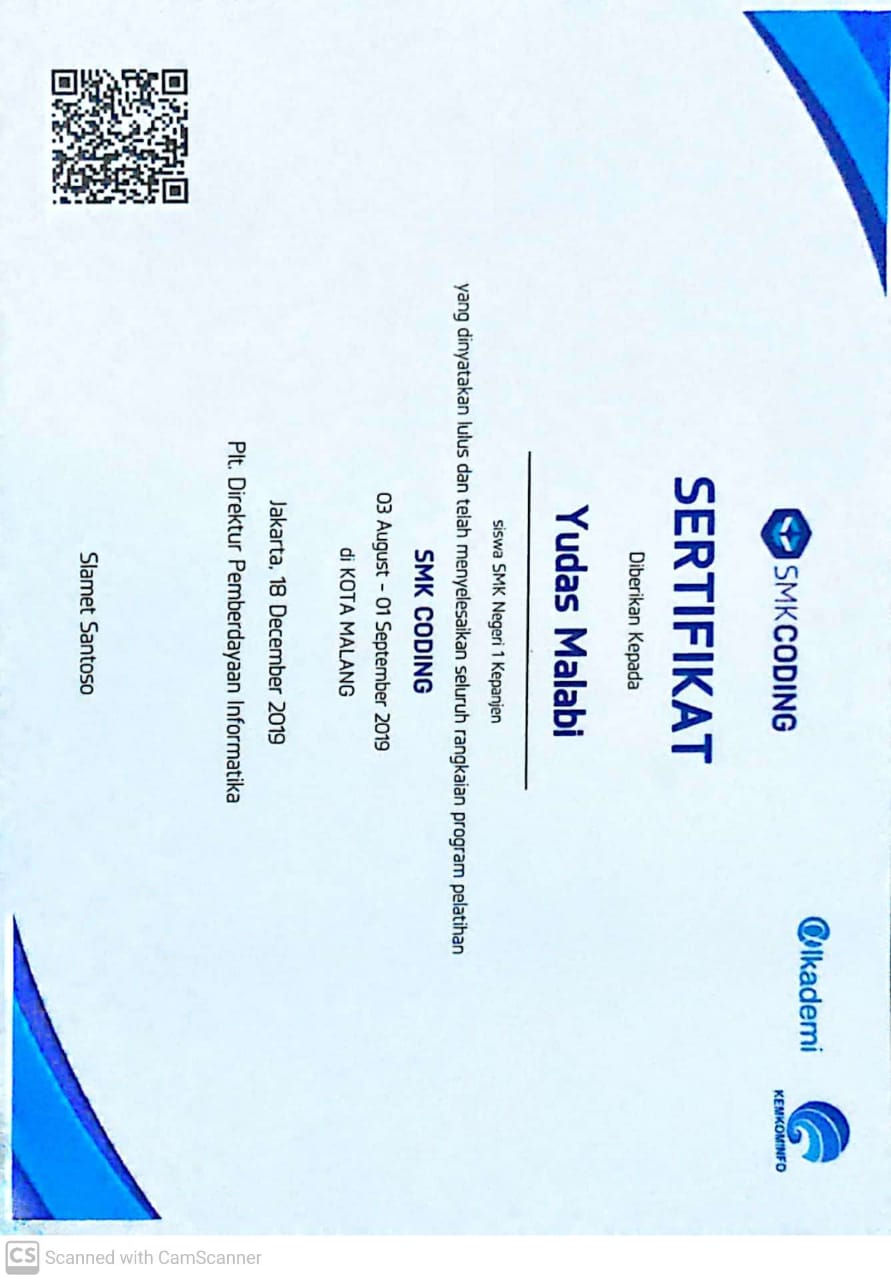 SMKCODING
Olkademi
KEMKOMINFO
SERTIFIKAT
Diberikan Kepada
Yudas Malabi
siswa SMK Negeri 1 Kepanjen
yang dinyatakan lulus dan telah menyelesaikan seluruh rangkaian program pelatihan
SMK CODING
03 August - 01 September 2019
di KOTA MALANG
Jakarta, 18 December 2019
Plt. Direktur Pemberdayaan Informatika
Slamet Santoso
CS Scanned with CamScanner